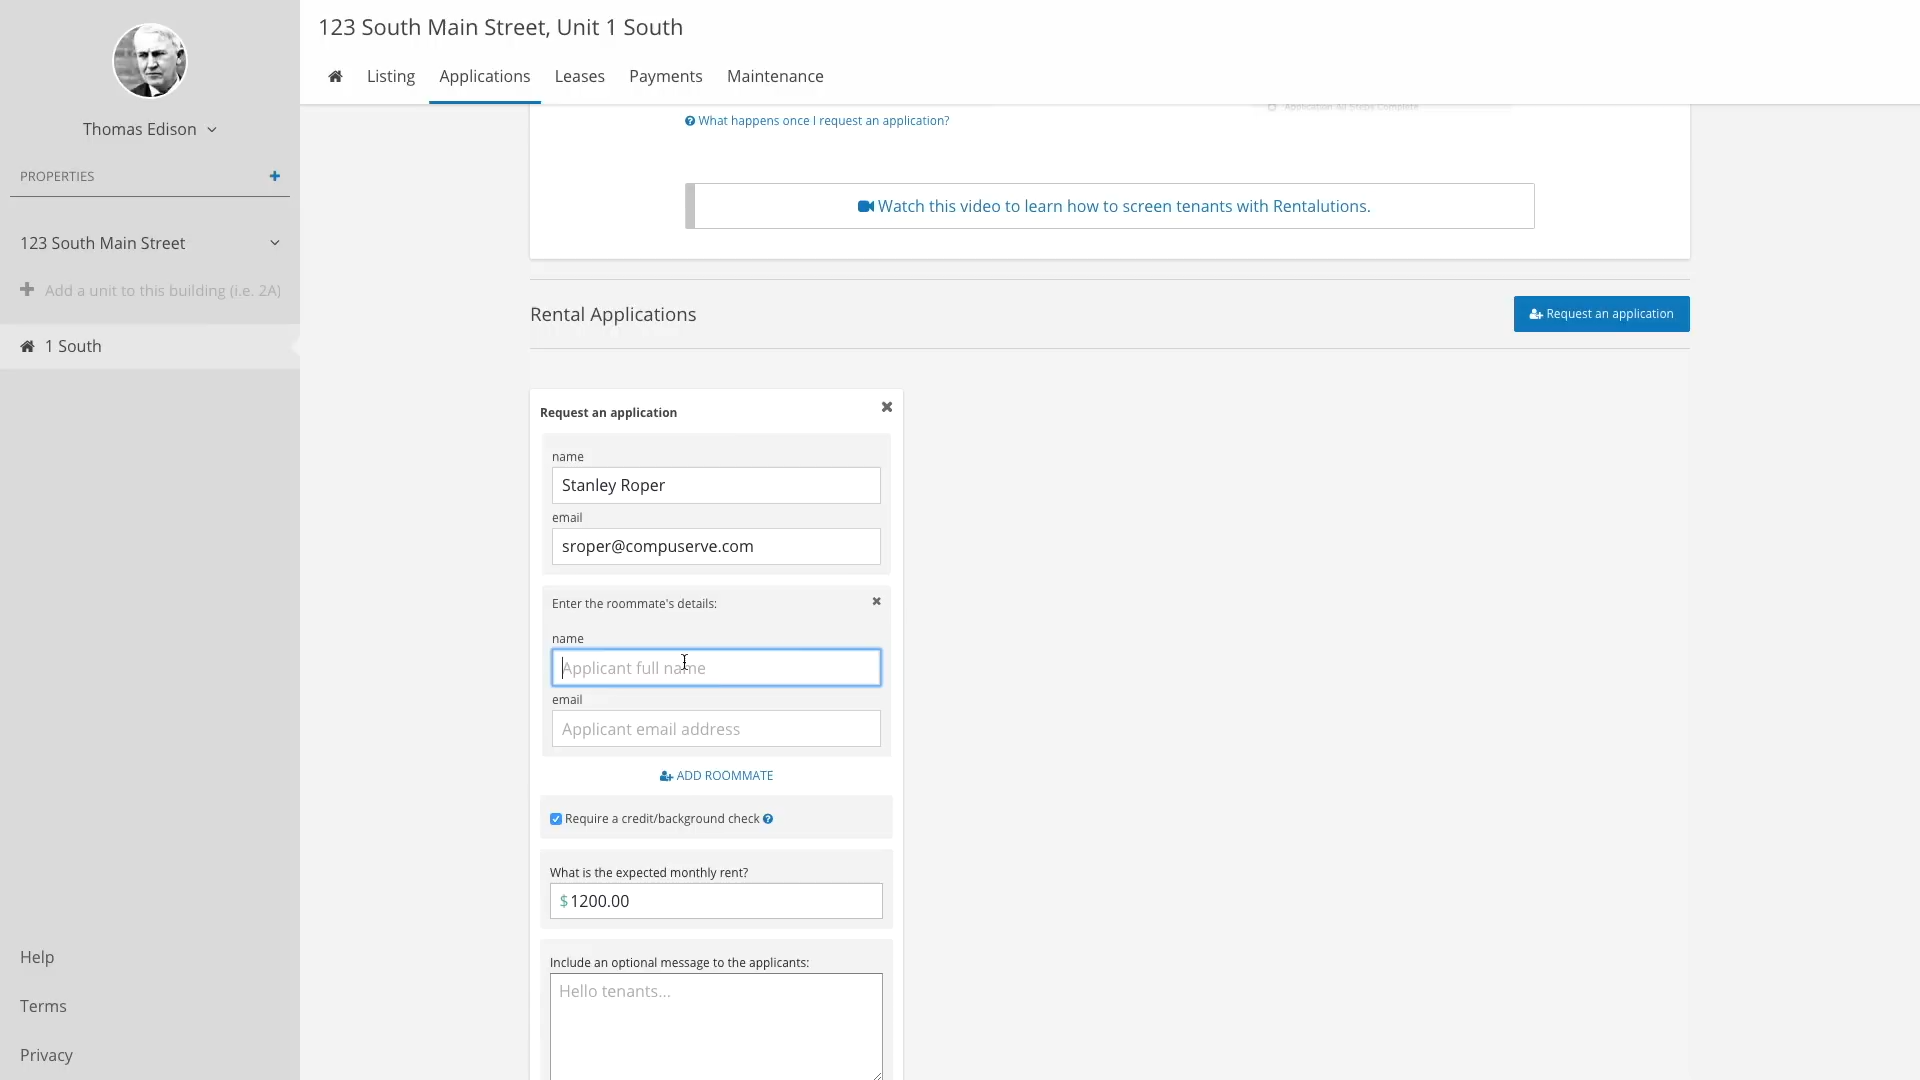 123 South Main Street, Unit 1 South
Listing
Applications
Leases
Payments
Maintenance
Thomas Edison
PROPERTIES
123 South Main Street
Add a unit to this building (i.e. 2A)
1 South
Help
Terms
Privacy
Application All Steps Complete
What happens once I request an application?
Watch this video to learn how to screen tenants with Rentalutions.
Rental Applications
Request an application
Request an application
name
Stanley Roper
email
sroper@compuserve.com
Enter the roommate's details:
name
Applicant full name
email
Applicant email address
ADD ROOMMATE
Require a credit/background check
What is the expected monthly rent?
$1200.00
Include an optional message to the applicants:
Hello tenants...